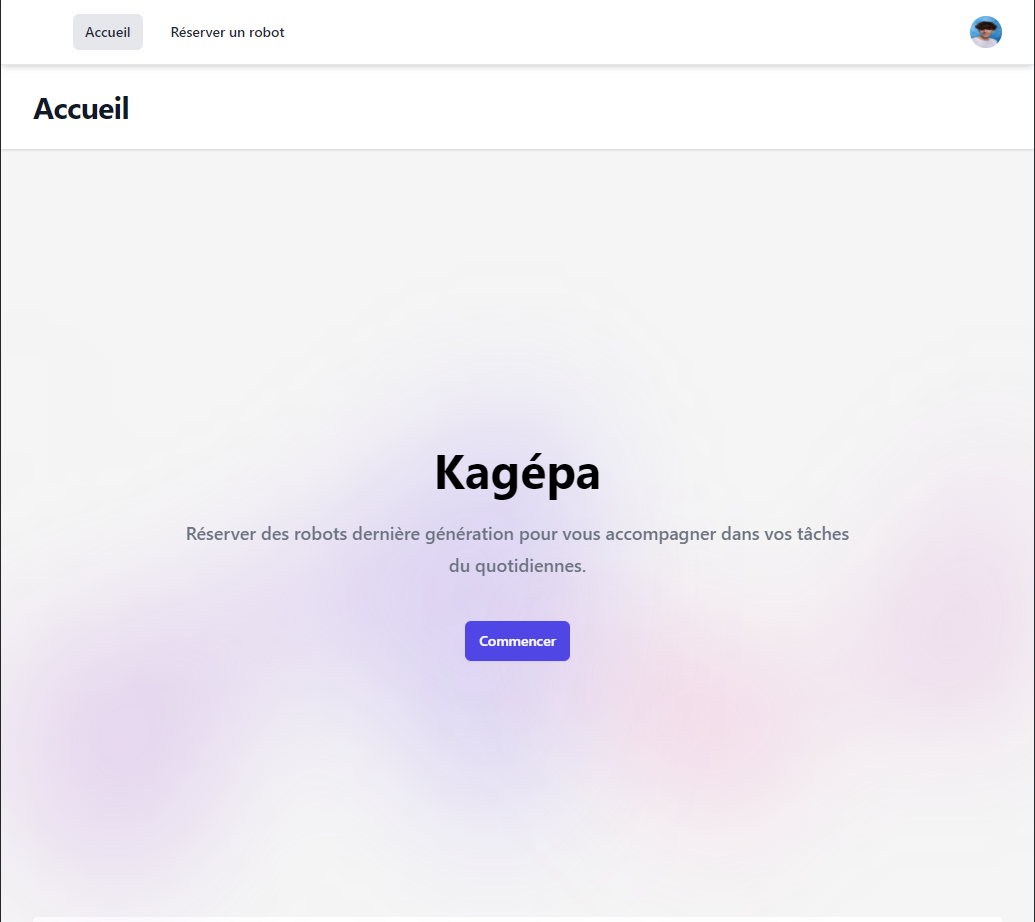 Accueil
Réserver un robot
Accueil
Kagépa
Réserver des robots dernière génération pour vous accompagner dans vos tâches
du quotidiennes.
Commencer